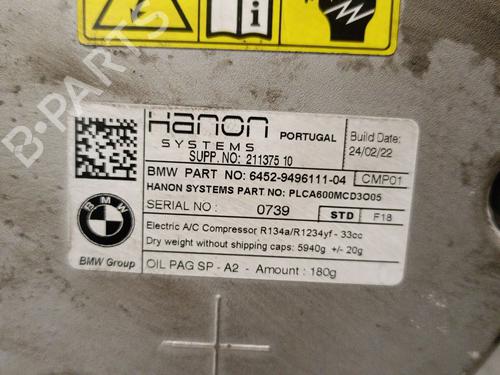 Hanon
SYSTEMS
PORTUGAL
Build Date:
24/02/22
SUPP. NO: 211375 10
BMW PART NO: 6452-9496111-04
CMP01
HANON SYSTEMS PART NO: PLCA600MCD3O05
SERIAL NO:
0739
STD
F18
Electric A/C Compressor R134a/R1234yf - 33cc
Dry weight without shipping caps: 5940g +/- 20g
BMW
BMW Group
OIL PAG SP - A2 - Amount : 180g
B-PARTS